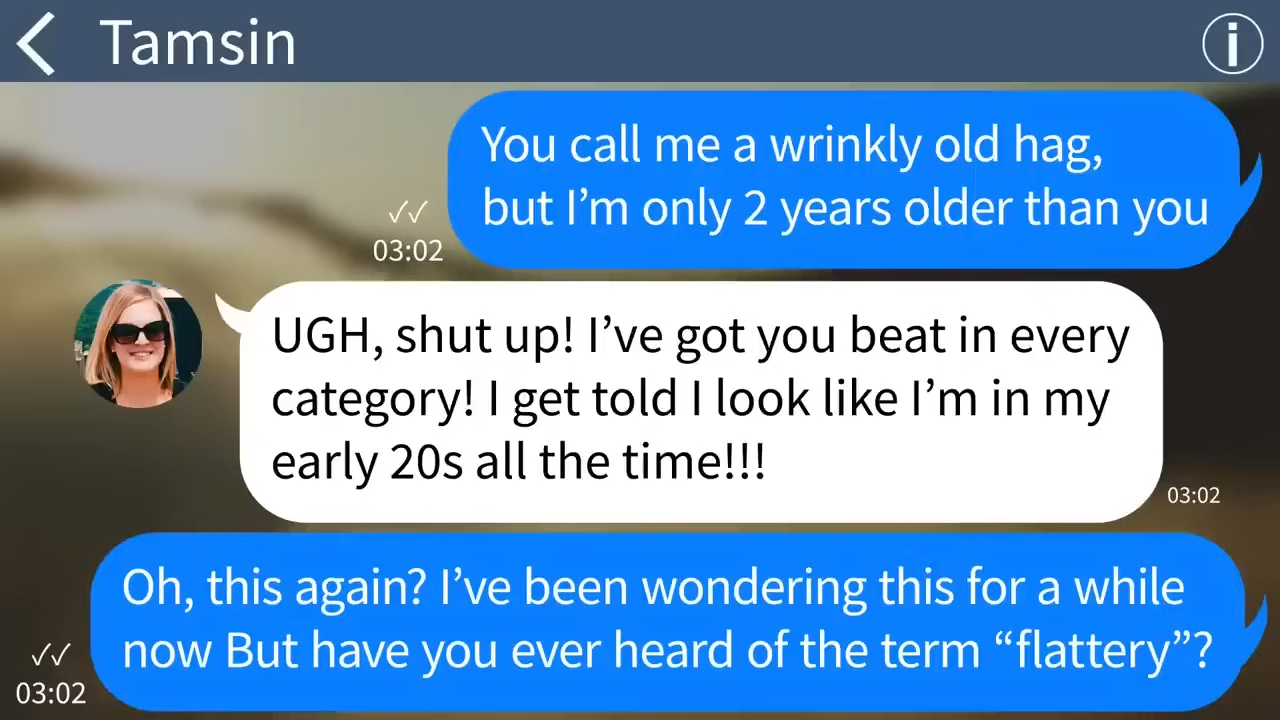 Tamsin
You call me a wrinkly old hag,
but I’m only 2 years older than you
✓✓
03:02
UGH, shut up! I’ve got you beat in every
category! I get told I look like I’m in my
early 20s all the time!!!
03:02
Oh, this again? I’ve been wondering this for a while
now But have you ever heard of the term “flattery”?
✓✓
03:02